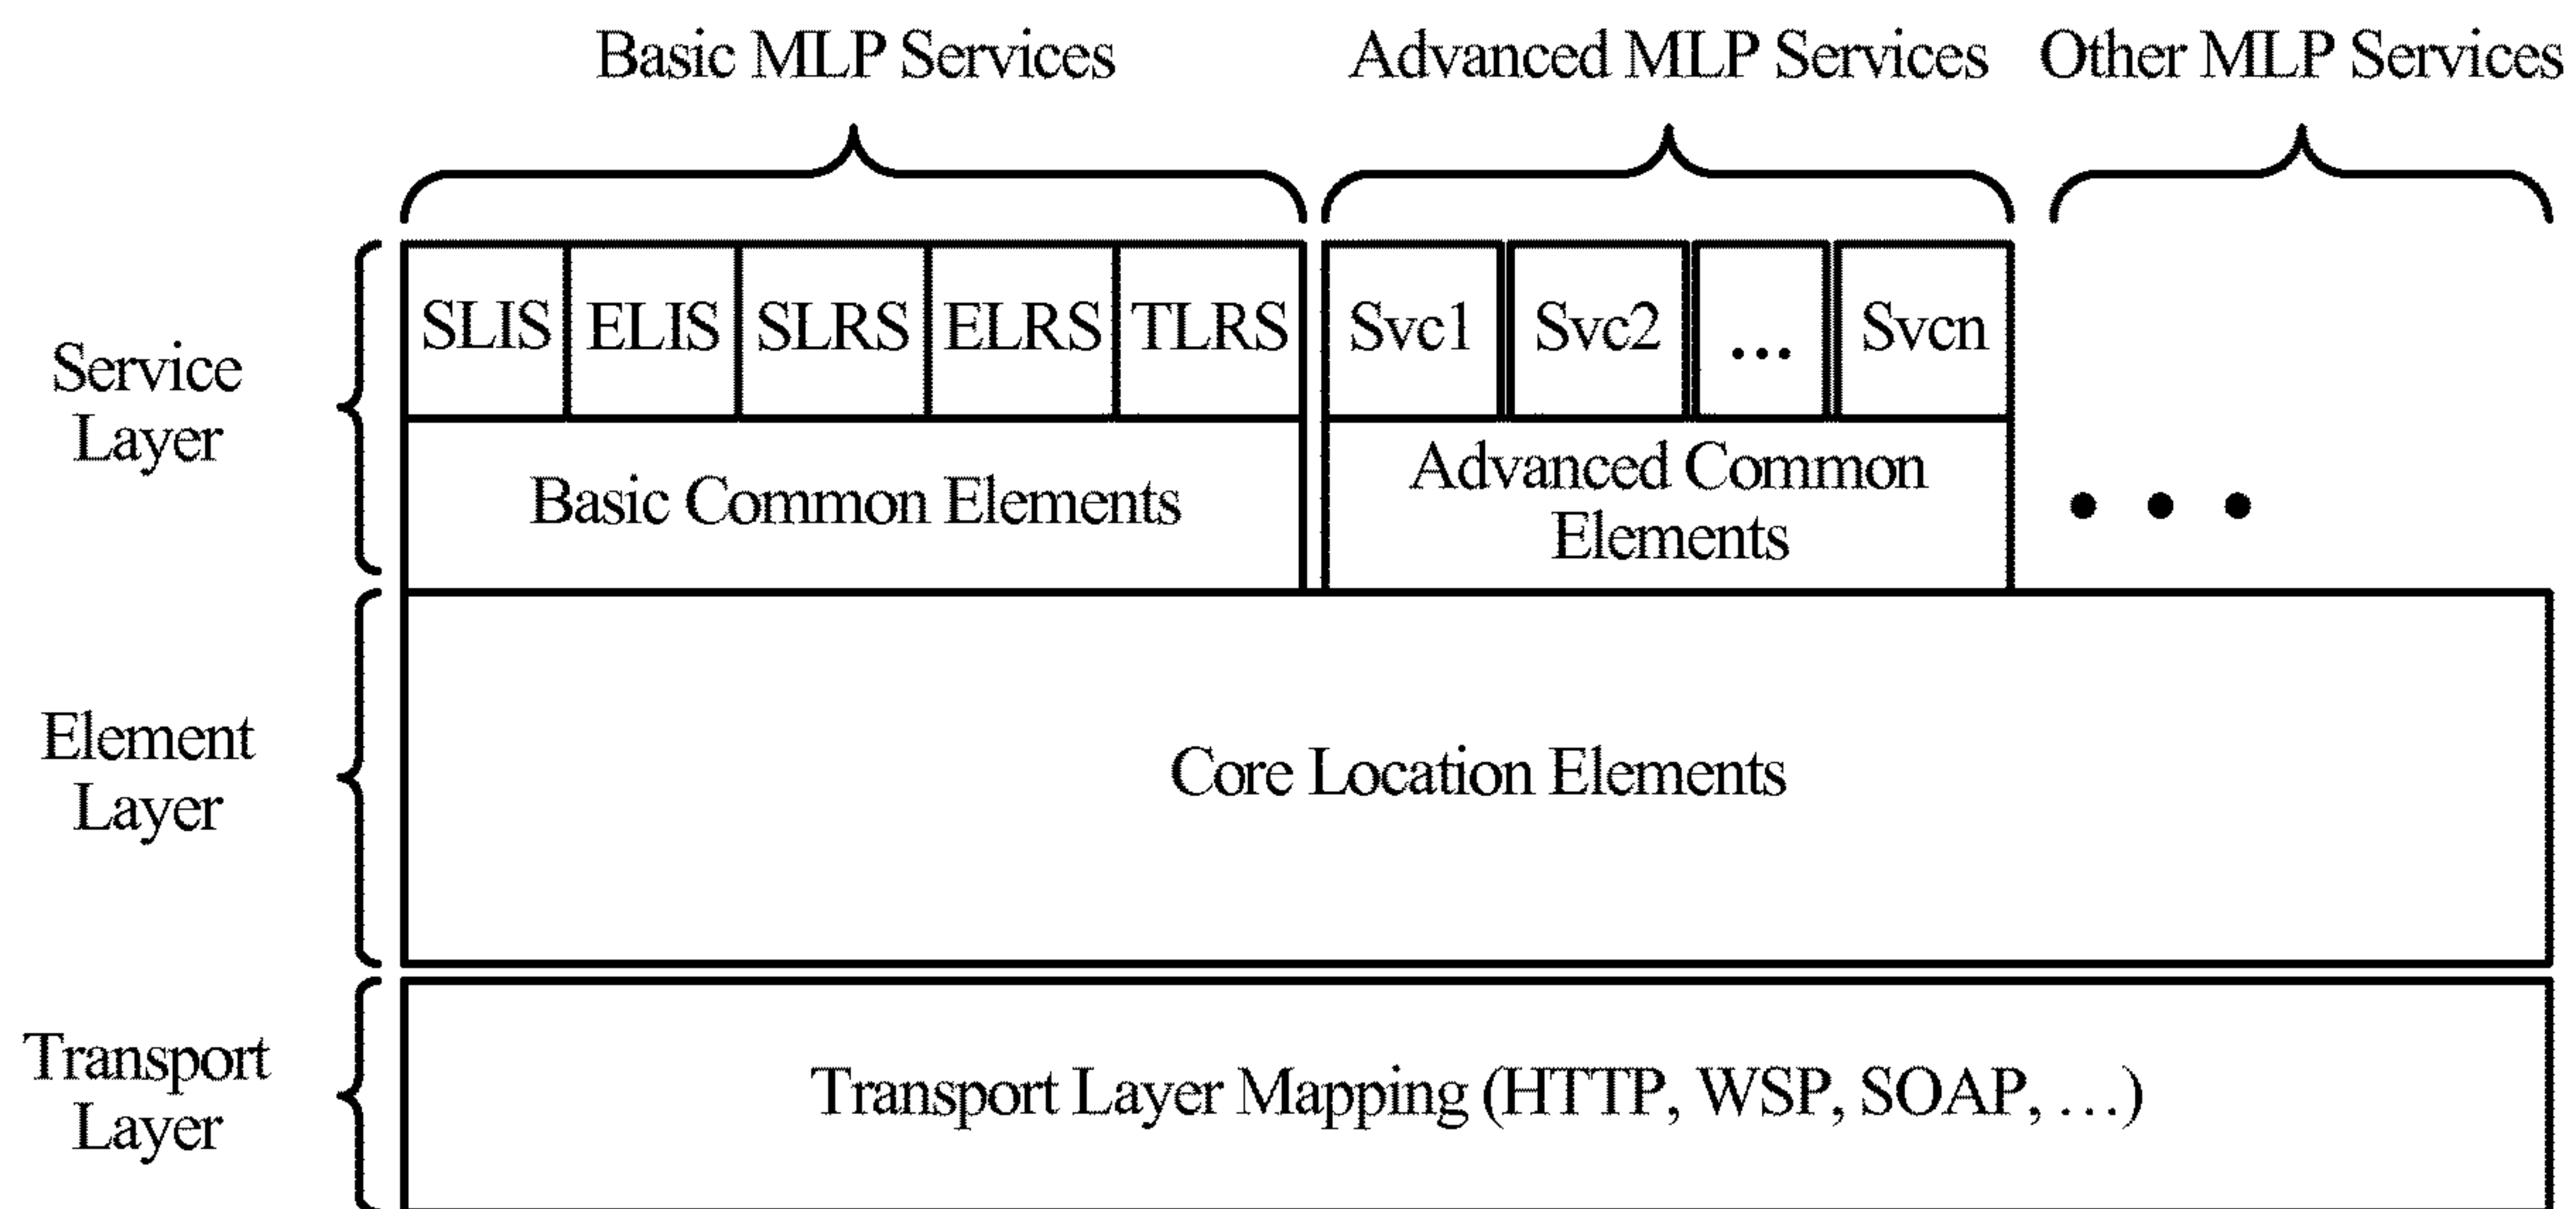 Basic MLP Services
Advanced MLP Services
Other MLP Services
Service
Layer
SLIS
ELIS
SLRS
ELRS
TLRS
Svc1
Svc2
...
Svcn
Basic Common Elements
Advanced Common
Elements
• • •
Element
Layer
Core Location Elements
Transport
Layer
Transport Layer Mapping (HTTP, WSP, SOAP, ...)